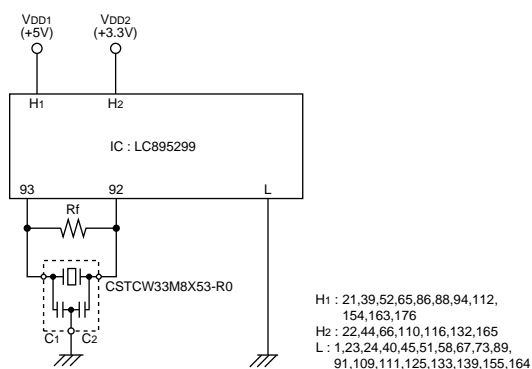 VDD1
(+5V)
VDD2
(+3.3V)
H1
H2
IC : LC895299
93
92
L
Rf
CSTCW33M8X53-R0
C1
C2
H1 : 21,39,52,65,86,88,94,112,
154,163,176
H2 : 22,44,66,110,116,132,165
L : 1,23,24,40,45,51,58,67,73,89,
91,109,111,125,133,139,155,164